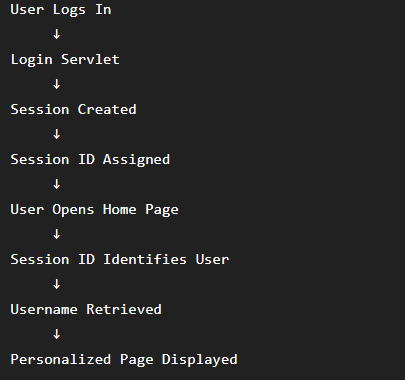 User Logs In
↓
Login Servlet
↓
Session Created
↓
Session ID Assigned
↓
User Opens Home Page
↓
Session ID Identifies User
↓
Username Retrieved
↓
Personalized Page Displayed